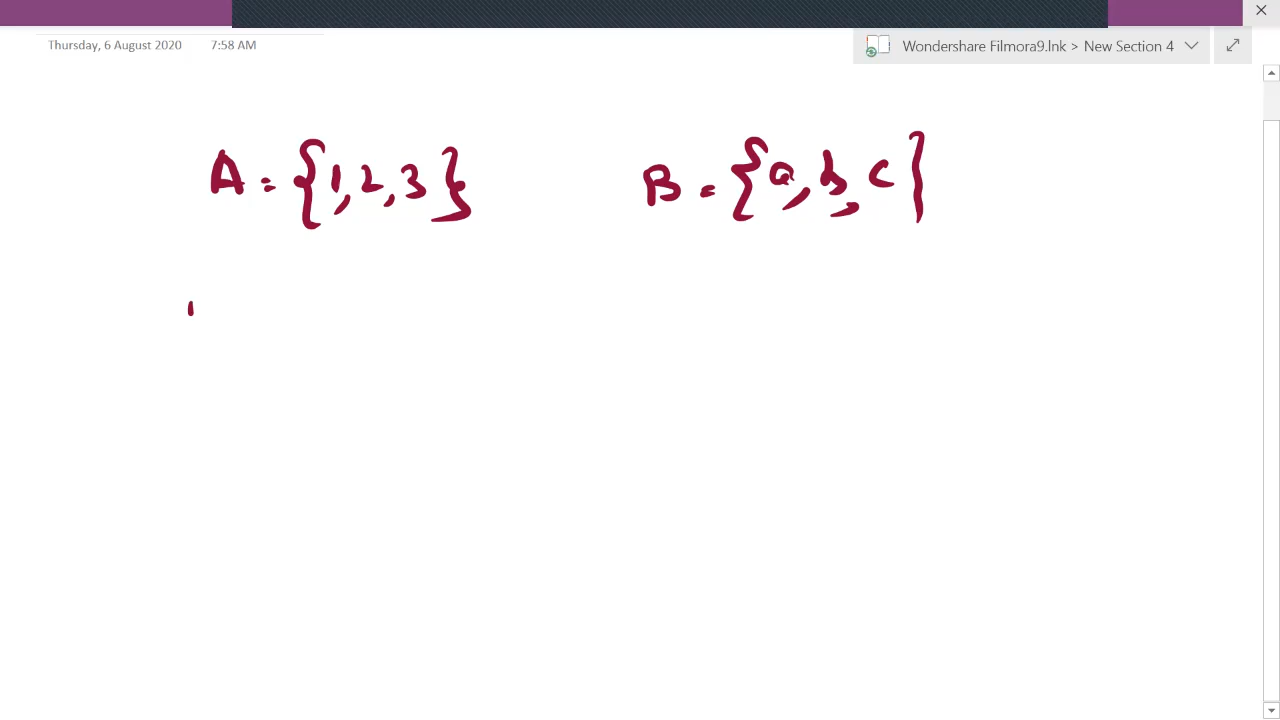 Thursday, 6 August 2020 7:58 AM
Wondershare Filmora9.lnk > New Section 4
A = {1, 2, 3} B = {a, b, c}